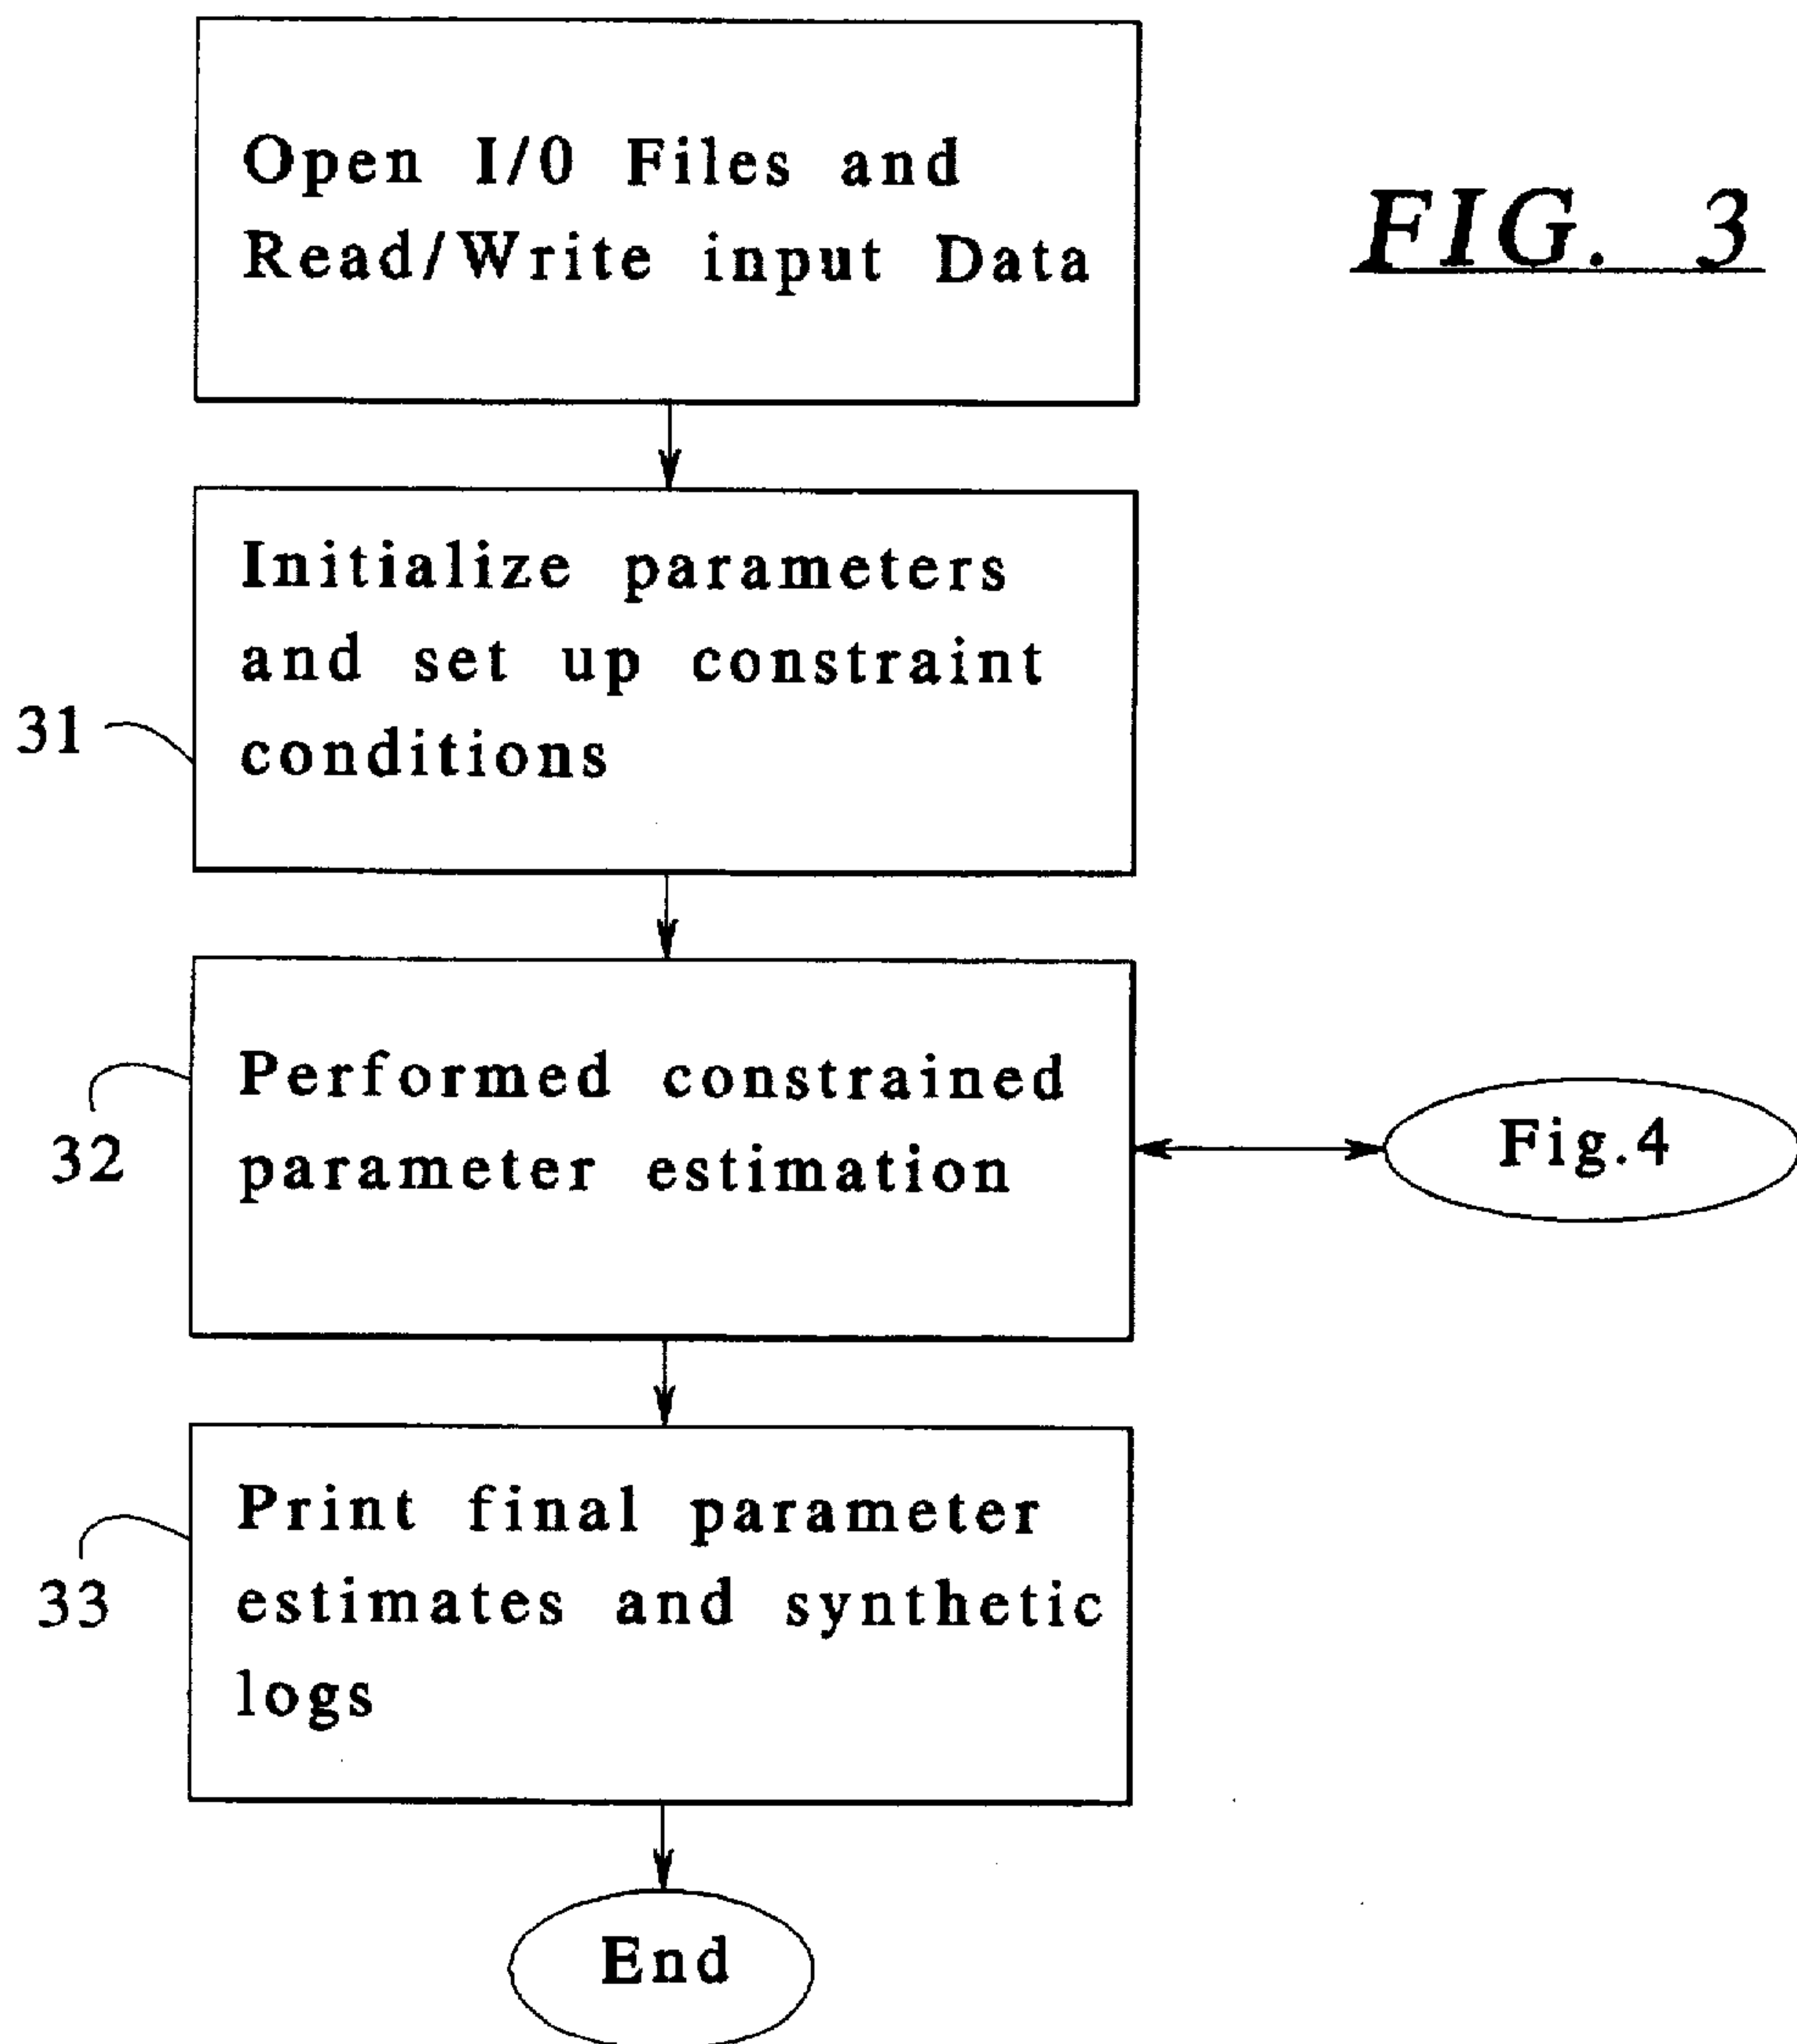 Open I/O Files and
Read/Write input Data
FIG. 3
Initialize parameters
and set up constraint
conditions
31
Performed constrained
parameter estimation
32
Fig.4
Print final parameter
estimates and synthetic
logs
33
End